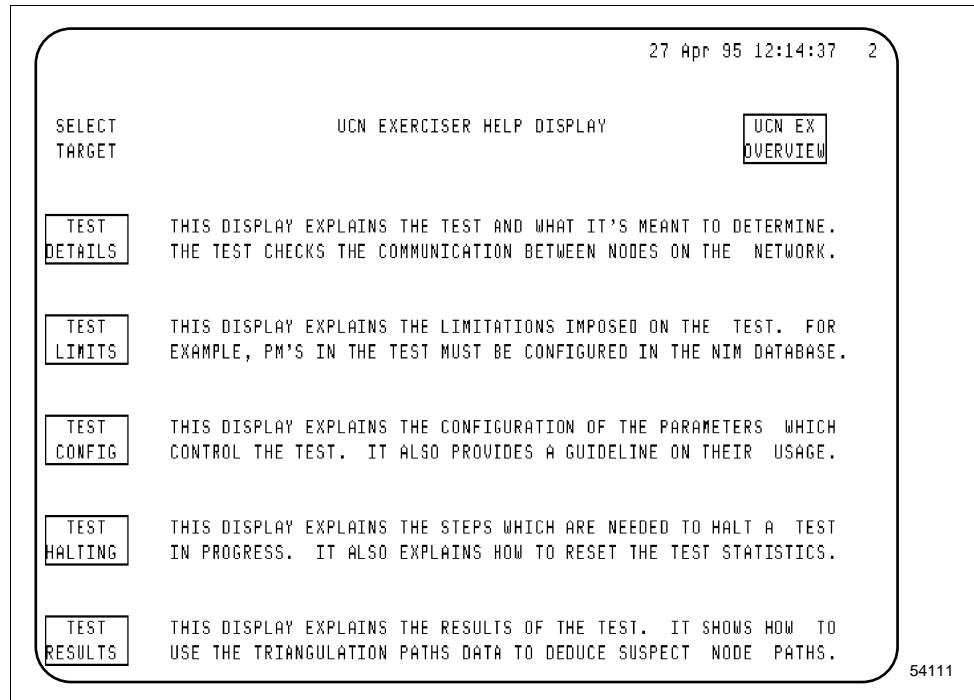 27 Apr 95 12:14:37 2
SELECT UCN EXERCISER HELP DISPLAY UCN EX
TARGET OVERVIEW
TEST THIS DISPLAY EXPLAINS THE TEST AND WHAT IT'S MEANT TO DETERMINE.
DETAILS THE TEST CHECKS THE COMMUNICATION BETWEEN NODES ON THE NETWORK.
TEST THIS DISPLAY EXPLAINS THE LIMITATIONS IMPOSED ON THE TEST. FOR
LIMITS EXAMPLE, PM'S IN THE TEST MUST BE CONFIGURED IN THE NIM DATABASE.
TEST THIS DISPLAY EXPLAINS THE CONFIGURATION OF THE PARAMETERS WHICH
CONFIG CONTROL THE TEST. IT ALSO PROVIDES A GUIDELINE ON THEIR USAGE.
TEST THIS DISPLAY EXPLAINS THE STEPS WHICH ARE NEEDED TO HALT A TEST
HALTING IN PROGRESS. IT ALSO EXPLAINS HOW TO RESET THE TEST STATISTICS.
TEST THIS DISPLAY EXPLAINS THE RESULTS OF THE TEST. IT SHOWS HOW TO
RESULTS USE THE TRIANGULATION PATHS DATA TO DEDUCE SUSPECT NODE PATHS.
54111